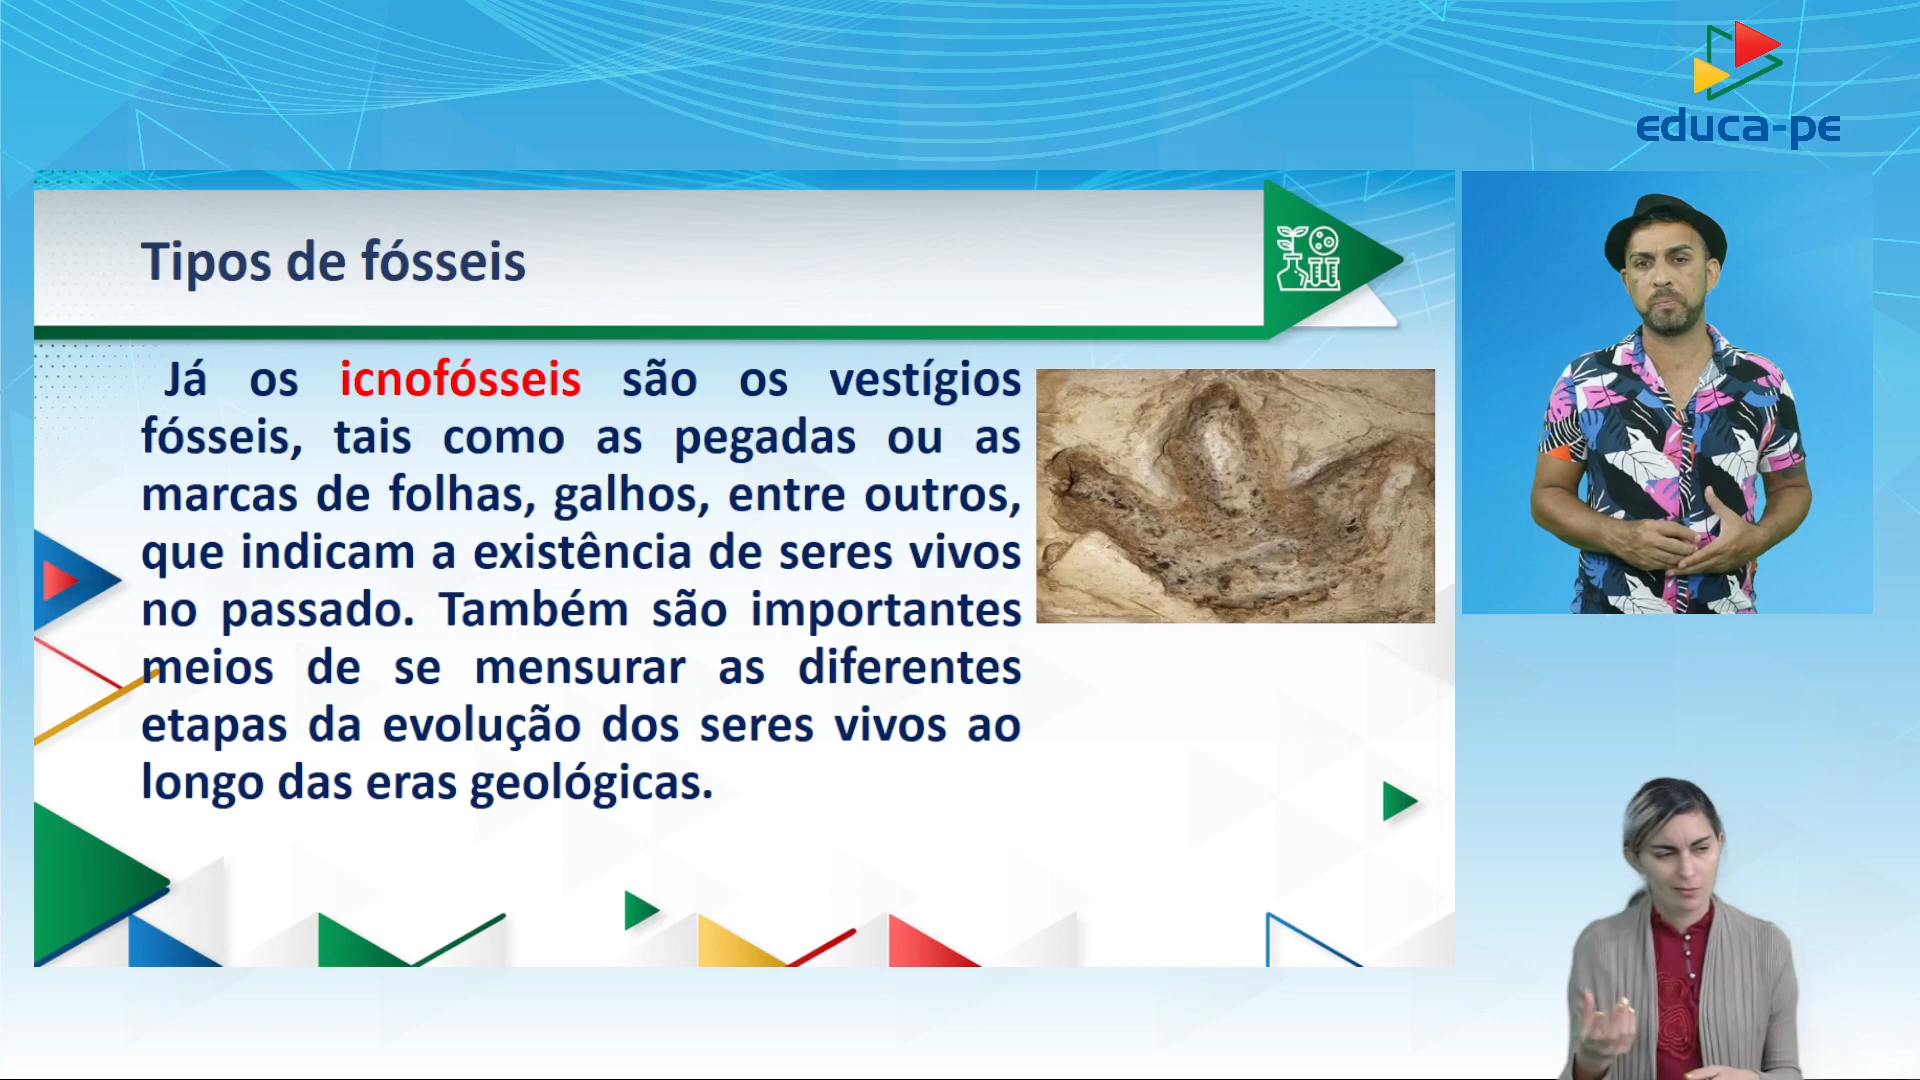 educa-pe
Tipos de fósseis
Já os icnofósseis são os vestígios
fósseis, tais como as pegadas ou as
marcas de folhas, galhos, entre outros,
que indicam a existência de seres vivos
no passado. Também são importantes
meios de se mensurar as diferentes
etapas da evolução dos seres vivos ao
longo das eras geológicas.